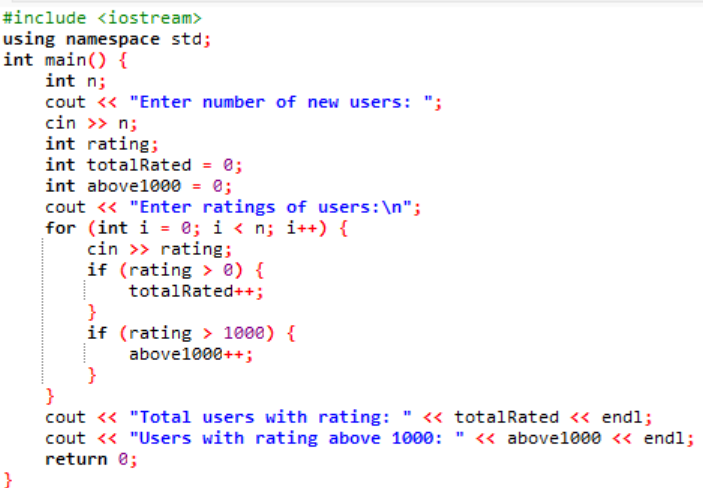 #include <iostream>
using namespace std;
int main() {
    int n;
    cout << "Enter number of new users: ";
    cin >> n;
    int rating;
    int totalRated = 0;
    int above1000 = 0;
    cout << "Enter ratings of users:\n";
    for (int i = 0; i < n; i++) {
        cin >> rating;
        if (rating > 0) {
            totalRated++;
        }
        if (rating > 1000) {
            above1000++;
        }
    }
    cout << "Total users with rating: " << totalRated << endl;
    cout << "Users with rating above 1000: " << above1000 << endl;
    return 0;
}